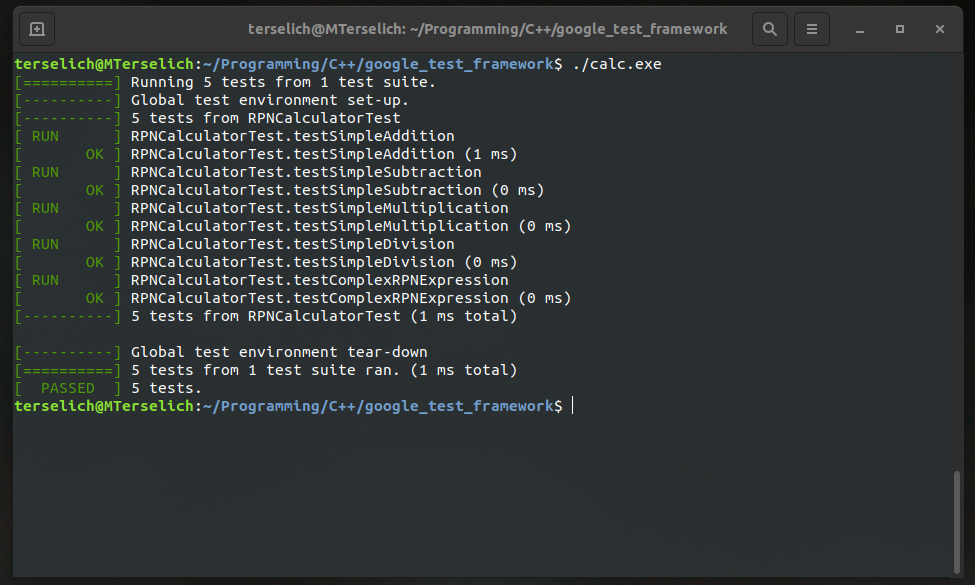 terselich@MTerselich: ~/Programming/C++/google_test_framework
terselich@MTerselich:~/Programming/C++/google_test_framework$ ./calc.exe
[==========] Running 5 tests from 1 test suite.
[----------] Global test environment set-up.
[----------] 5 tests from RPNCalculatorTest
[ RUN      ] RPNCalculatorTest.testSimpleAddition
[       OK ] RPNCalculatorTest.testSimpleAddition (1 ms)
[ RUN      ] RPNCalculatorTest.testSimpleSubtraction
[       OK ] RPNCalculatorTest.testSimpleSubtraction (0 ms)
[ RUN      ] RPNCalculatorTest.testSimpleMultiplication
[       OK ] RPNCalculatorTest.testSimpleMultiplication (0 ms)
[ RUN      ] RPNCalculatorTest.testSimpleDivision
[       OK ] RPNCalculatorTest.testSimpleDivision (0 ms)
[ RUN      ] RPNCalculatorTest.testComplexRPNExpression
[       OK ] RPNCalculatorTest.testComplexRPNExpression (0 ms)
[----------] 5 tests from RPNCalculatorTest (1 ms total)

[----------] Global test environment tear-down
[==========] 5 tests from 1 test suite ran. (1 ms total)
[  PASSED  ] 5 tests.
terselich@MTerselich:~/Programming/C++/google_test_framework$